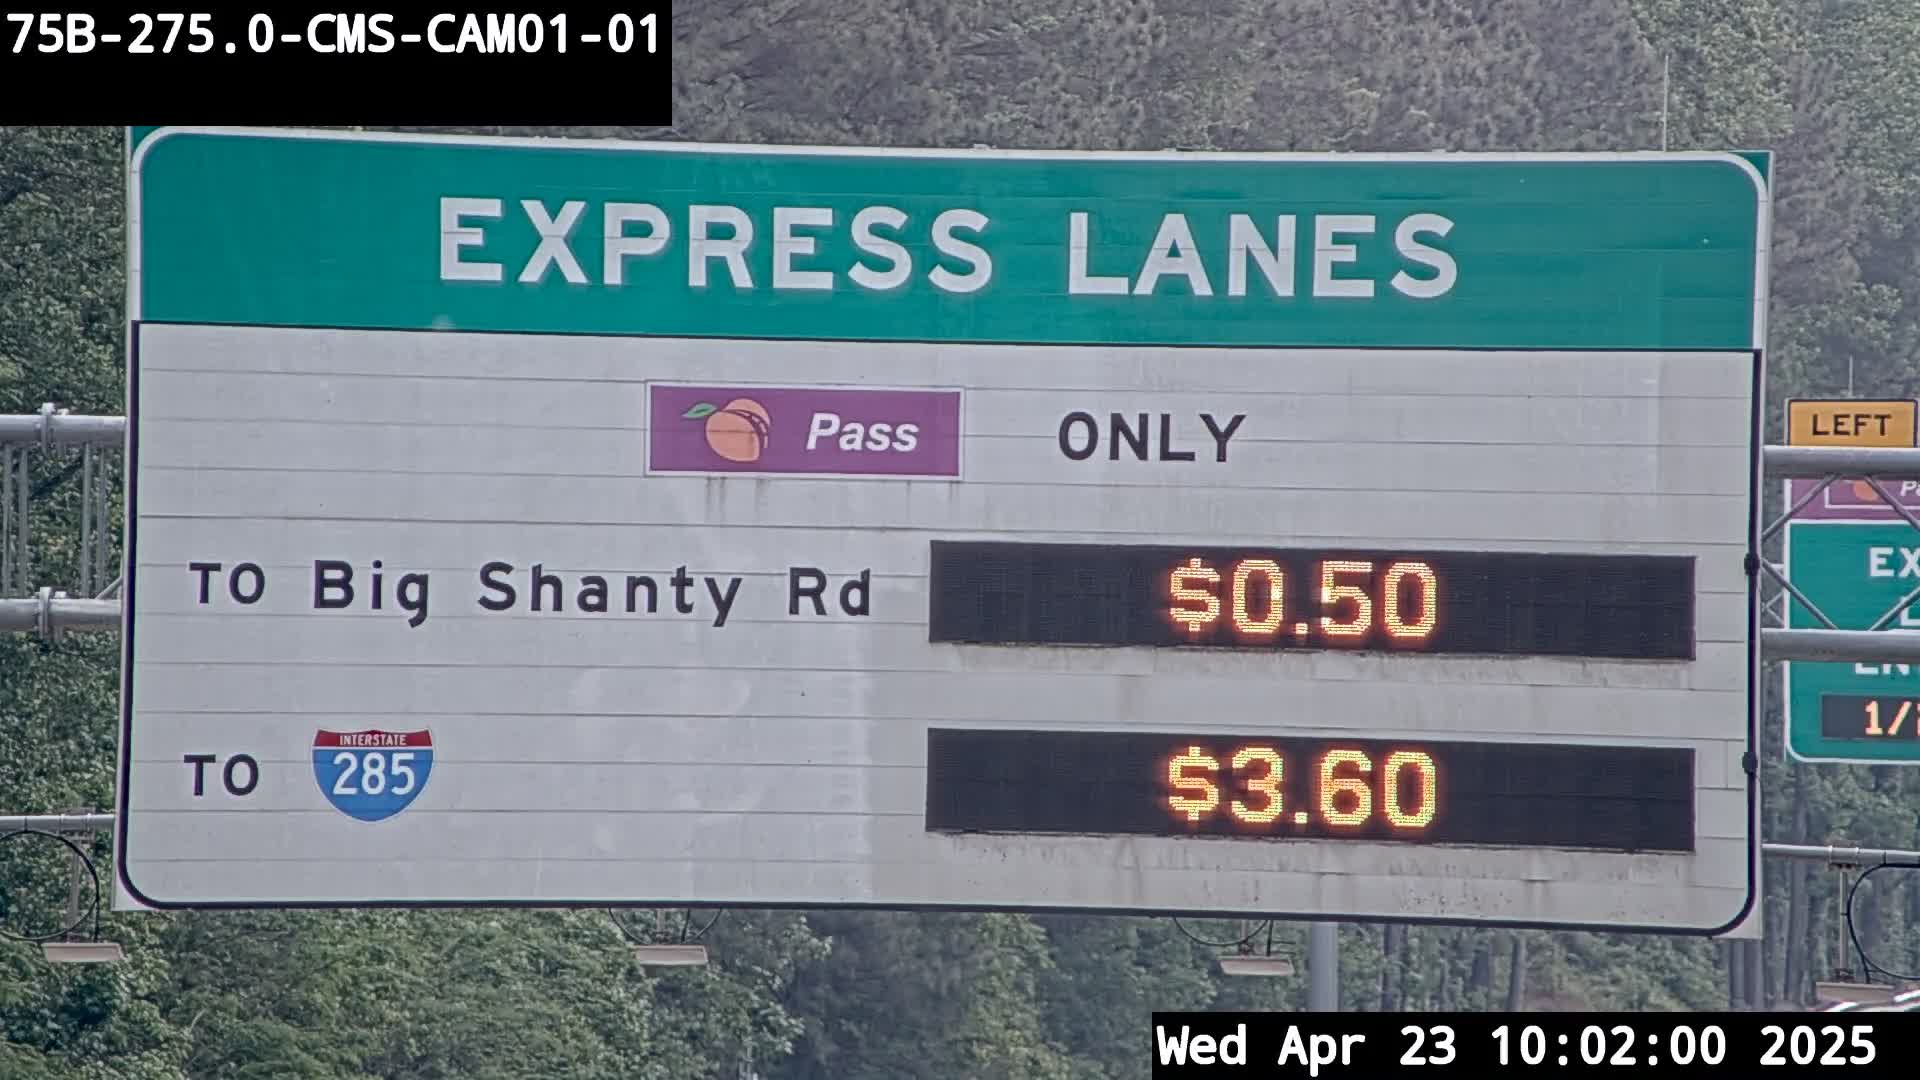 75B-275.0-CMS-CAM01-01
EXPRESS LANES
Pass ONLY
TO Big Shanty Rd $0.50
TO INTERSTATE 285 $3.60
LEFT
Wed Apr 23 10:02:00 2025